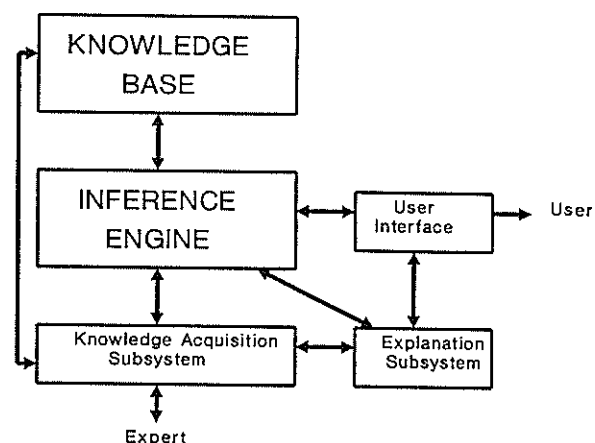 KNOWLEDGE
BASE
INFERENCE
ENGINE
User
Interface
User
Knowledge Acquisition
Subsystem
Explanation
Subsystem
Expert